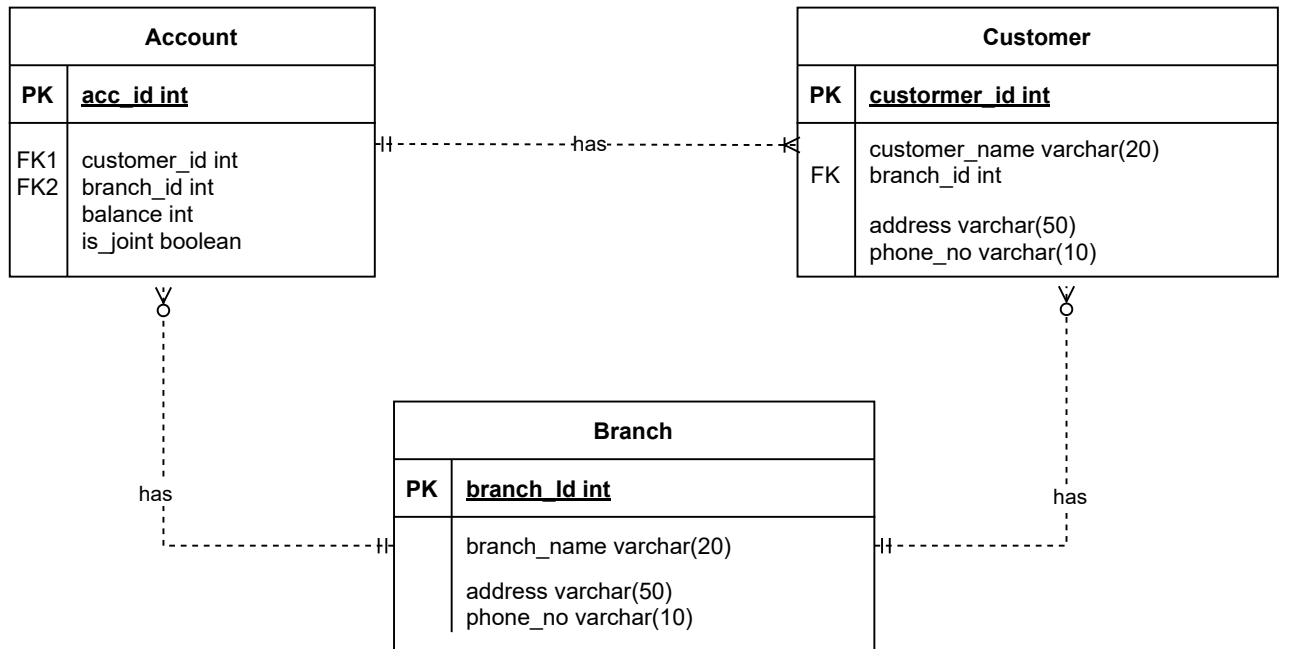 Account
PK acc_id int
FK1 customer_id int
FK2 branch_id int
balance int
is_joint boolean
has
Customer
PK custormer_id int
customer_name varchar(20)
FK branch_id int
address varchar(50)
phone_no varchar(10)
has
has
Branch
PK branch_Id int
branch_name varchar(20)
address varchar(50)
phone_no varchar(10)